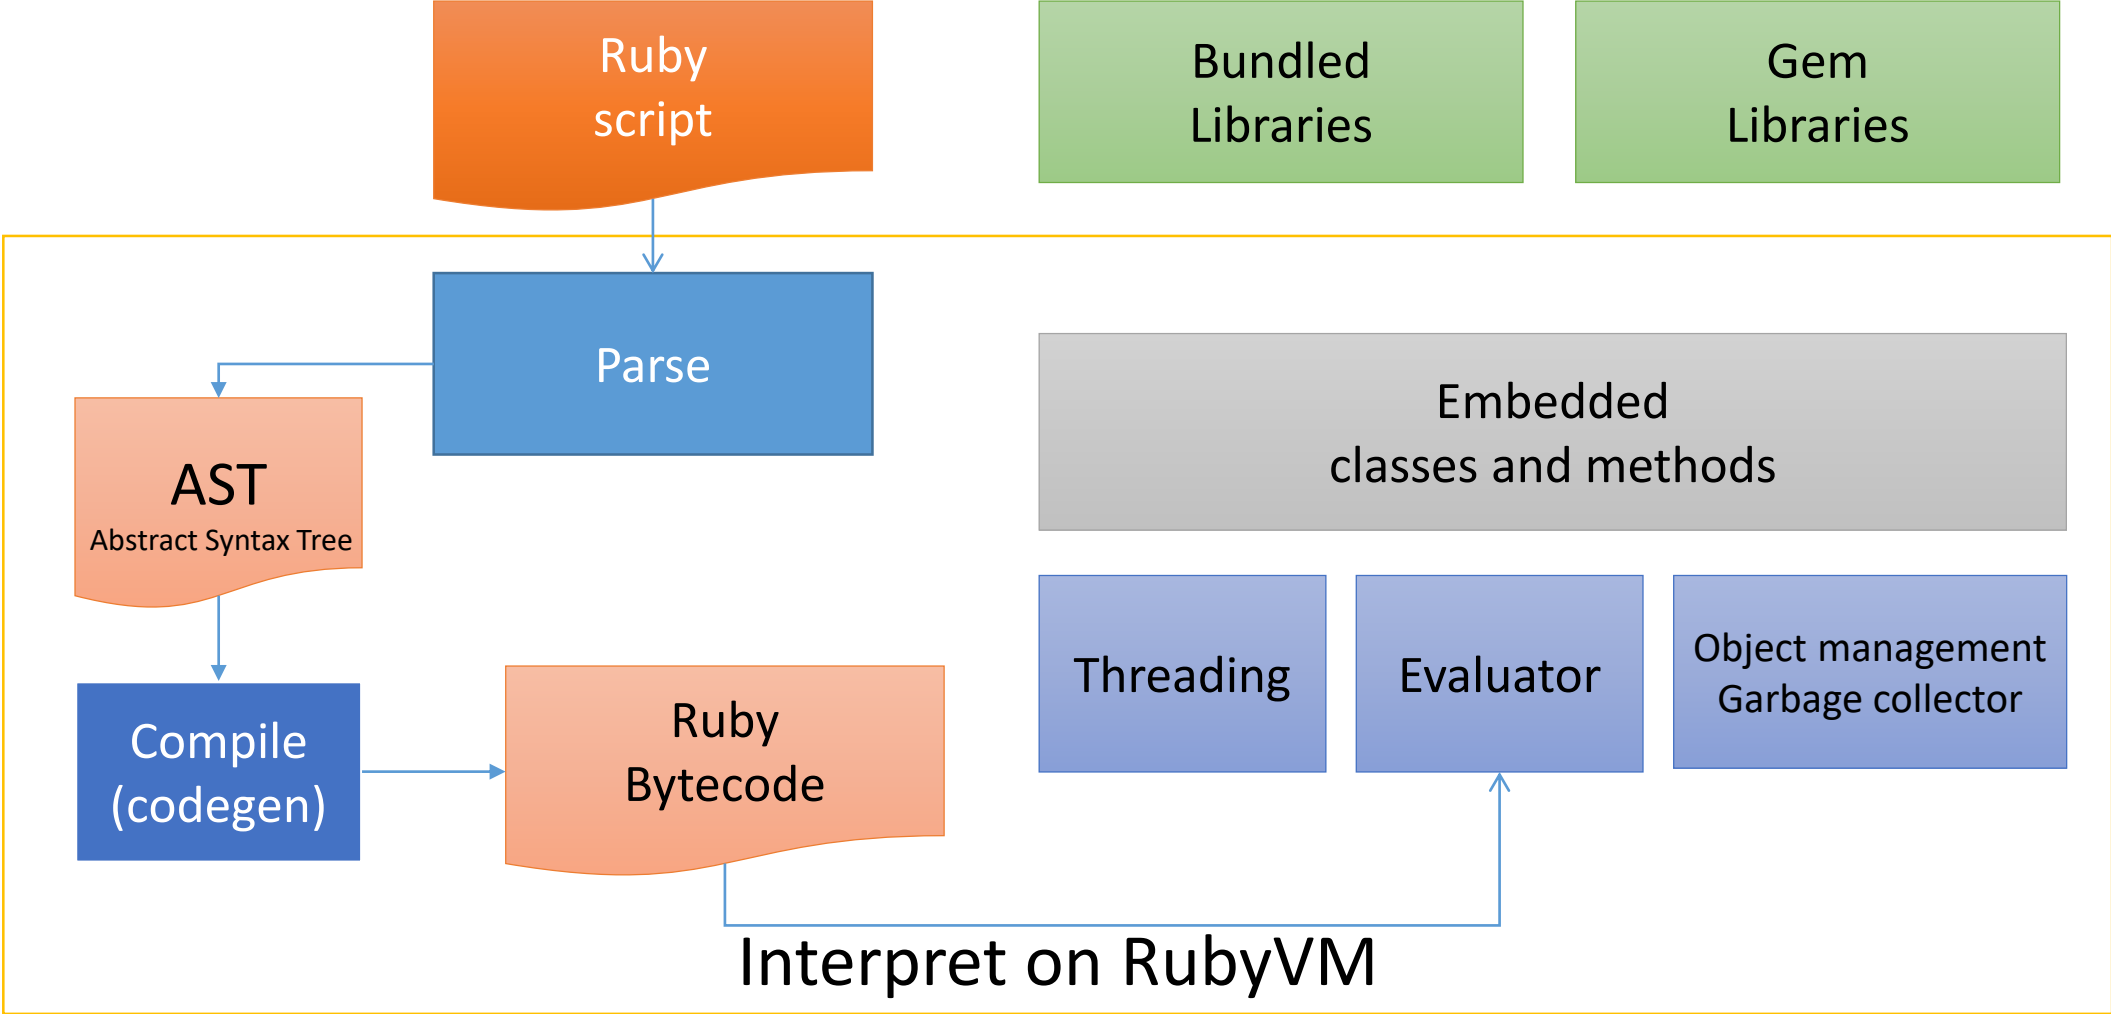 Ruby
script
Bundled
Libraries
Gem
Libraries
Parse
Embedded
classes and methods
AST
Abstract Syntax Tree
Threading
Evaluator
Object management
Garbage collector
Compile
(codegen)
Ruby
Bytecode
Interpret on RubyVM